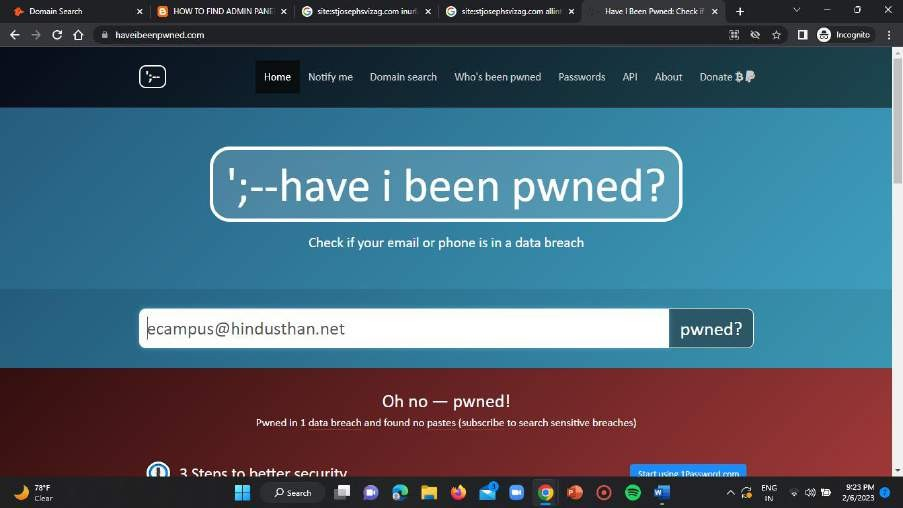 Domain Search
HOW TO FIND ADMIN PANE
site:stjosephsvizag.com inurl
site:stjosephsvizag.com allint
Have I Been Pwned: Check if
haveibeenpwned.com
Incognito
';--
Home
Notify me
Domain search
Who's been pwned
Passwords
API
About
Donate
';--have i been pwned?
Check if your email or phone is in a data breach
ecampus@hindusthan.net
pwned?
Oh no — pwned!
Pwned in 1 data breach and found no pastes (subscribe to search sensitive breaches)
3 Steps to better security
Start using 1Password.com
78°F
Clear
Search
ENG
IN
9:23 PM
2/6/2023